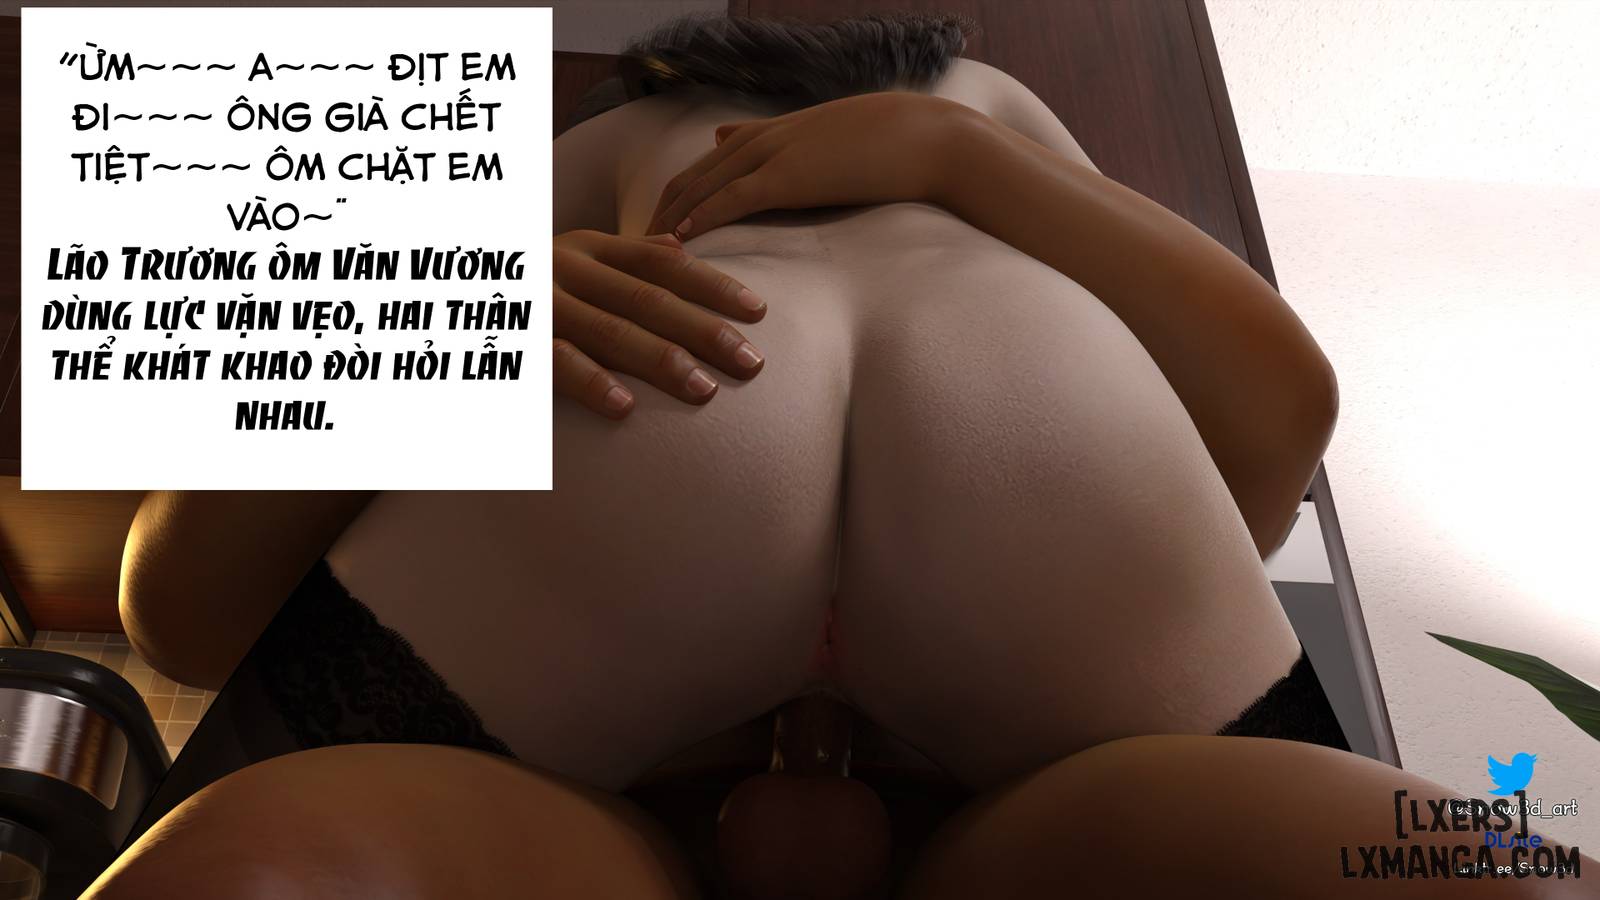 “ỪM~~~ A~~~ ĐỊT EM
ĐI~~~ ÔNG GIÀ CHẾT
TIỆT~~~ ÔM CHẶT EM
VÀO~¨
LÃO TRƯƠNG ÔM VĂN VƯƠNG
DÙNG LỰC VẶN VẸO, HAI THÂN
THỂ KHÁT KHAO ĐÒI HỎI LẪN
NHAU.
@Snow3d_art
[LXERS]
DLsite
LXMANGA.COM